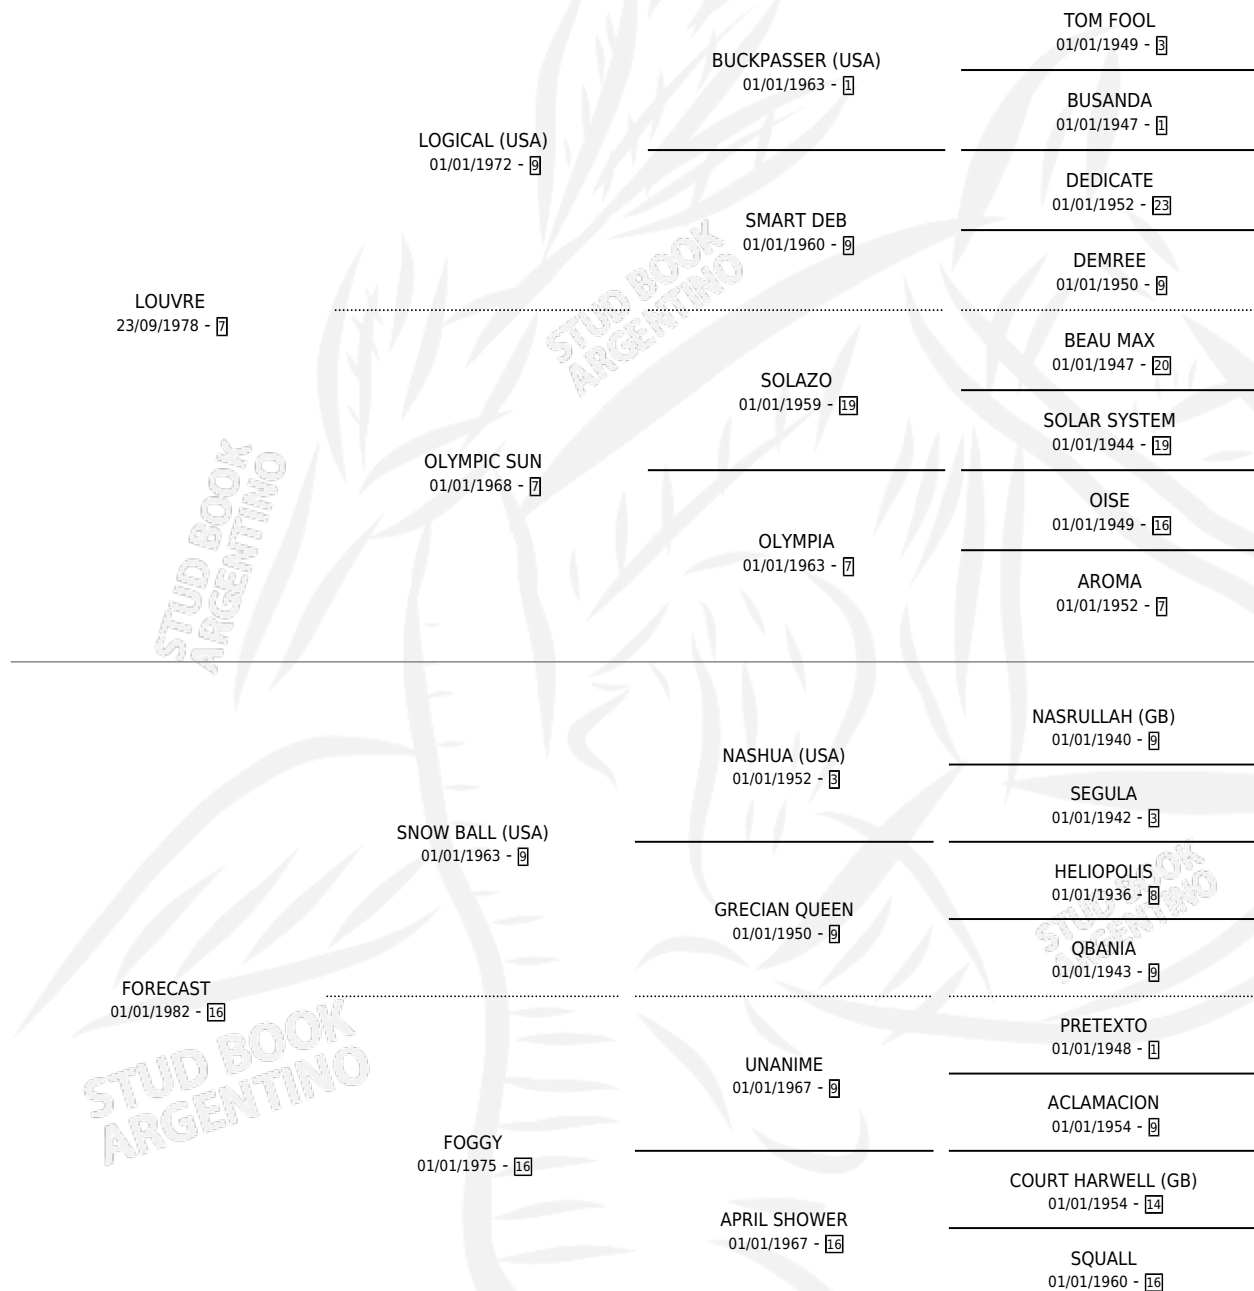 TOM FOOL
01/01/1949 - 3
BUCKPASSER (USA)
01/01/1963 - 1
BUSANDA
01/01/1947 - 1
LOGICAL (USA)
01/01/1972 - 9
DEDICATE
01/01/1952 - 23
SMART DEB
01/01/1960 - 9
DEMREE
01/01/1950 - 9
LOUVRE
23/09/1978 - 7
BEAU MAX
01/01/1947 - 20
SOLAZO
01/01/1959 - 19
SOLAR SYSTEM
01/01/1944 - 19
OLYMPIC SUN
01/01/1968 - 7
OISE
01/01/1949 - 16
OLYMPIA
01/01/1963 - 7
AROMA
01/01/1952 - 7
NASRULLAH (GB)
01/01/1940 - 9
NASHUA (USA)
01/01/1952 - 3
SEGULA
01/01/1942 - 3
SNOW BALL (USA)
01/01/1963 - 9
HELIOPOLIS
01/01/1936 - 8
GRECIAN QUEEN
01/01/1950 - 9
QBANIA
01/01/1943 - 9
FORECAST
01/01/1982 - 16
PRETEXTO
01/01/1948 - 1
UNANIME
01/01/1967 - 9
ACLAMACION
01/01/1954 - 9
FOGGY
01/01/1975 - 16
COURT HARWELL (GB)
01/01/1954 - 14
APRIL SHOWER
01/01/1967 - 16
SQUALL
01/01/1960 - 16
STUD BOOK
ARGENTINO
STUD BOOK
ARGENTINO
STUD BOOK
ARGENTINO
STUD BOOK
ARGENTINO